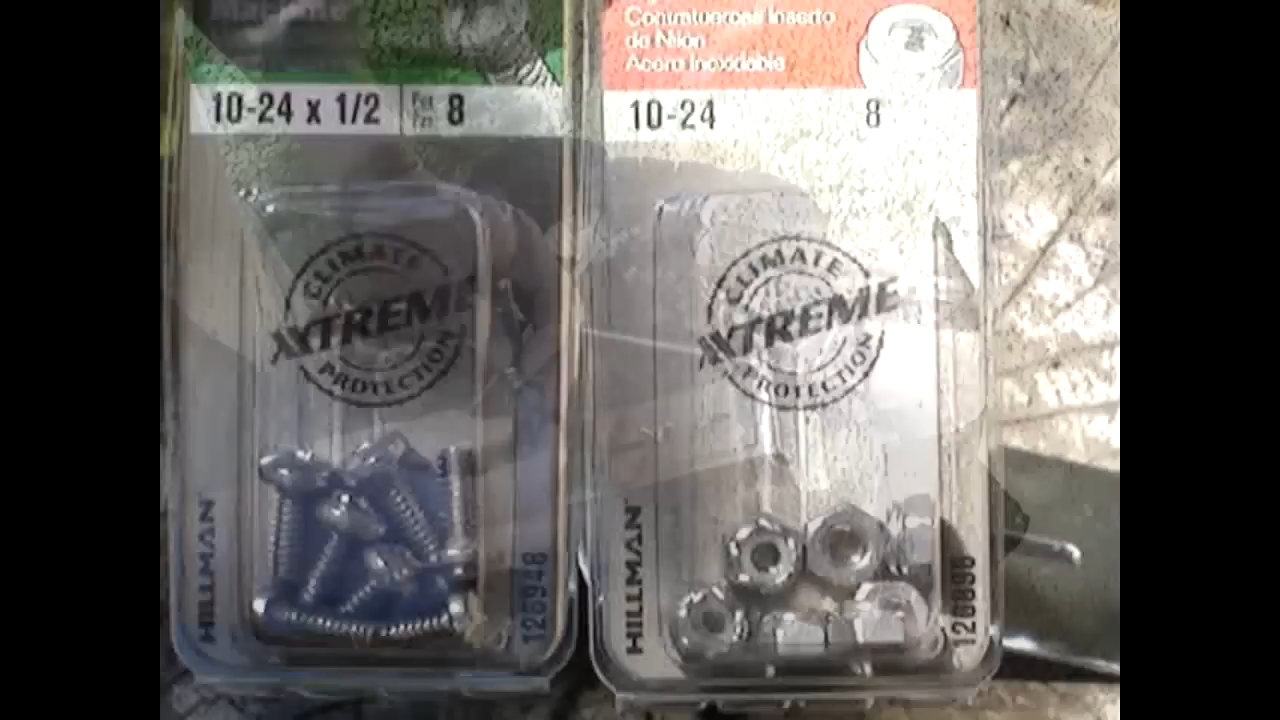 10-24 x 1/2 8
CLIMATE
XTREME
PROTECTION
HILLMAN
126948
Contratuercas Inserto
de Nilon
Acero Inoxidable
10-24 8
CLIMATE
XTREME
PROTECTION
HILLMAN